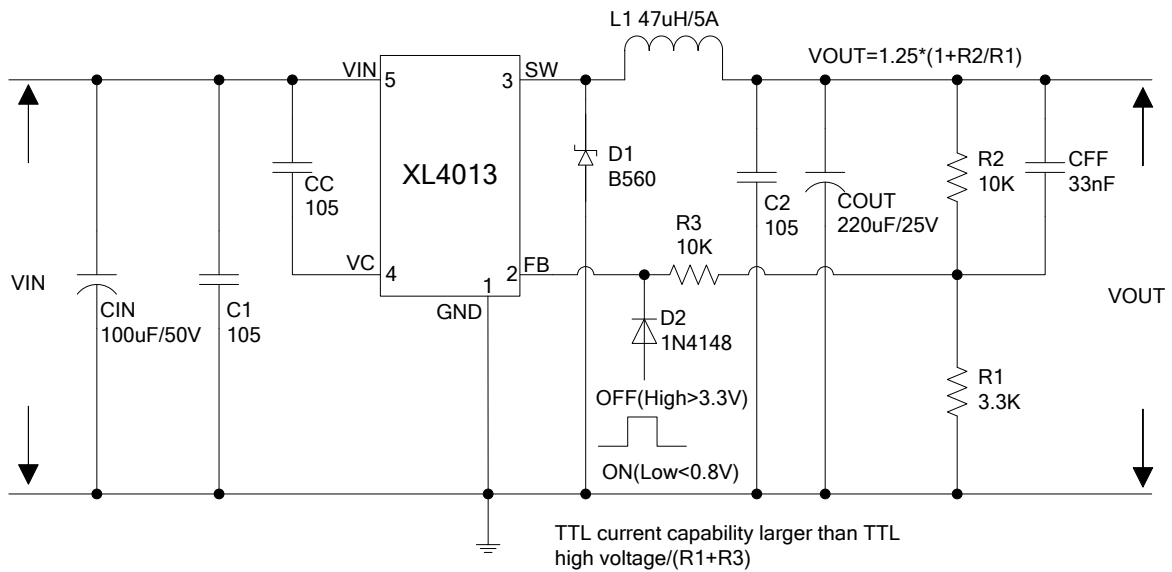 L1 47uH/5A
VOUT=1.25*(1+R2/R1)
VIN
5
3
SW
XL4013
CC
105
D1
B560
R2
10K
CFF
33nF
C2
105
COUT
220uF/25V
R3
10K
VC
4
2
FB
1
GND
VIN
VOUT
CIN
100uF/50V
C1
105
D2
1N4148
R1
3.3K
OFF(High>3.3V)
ON(Low<0.8V)
TTL current capability larger than TTL
high voltage/(R1+R3)